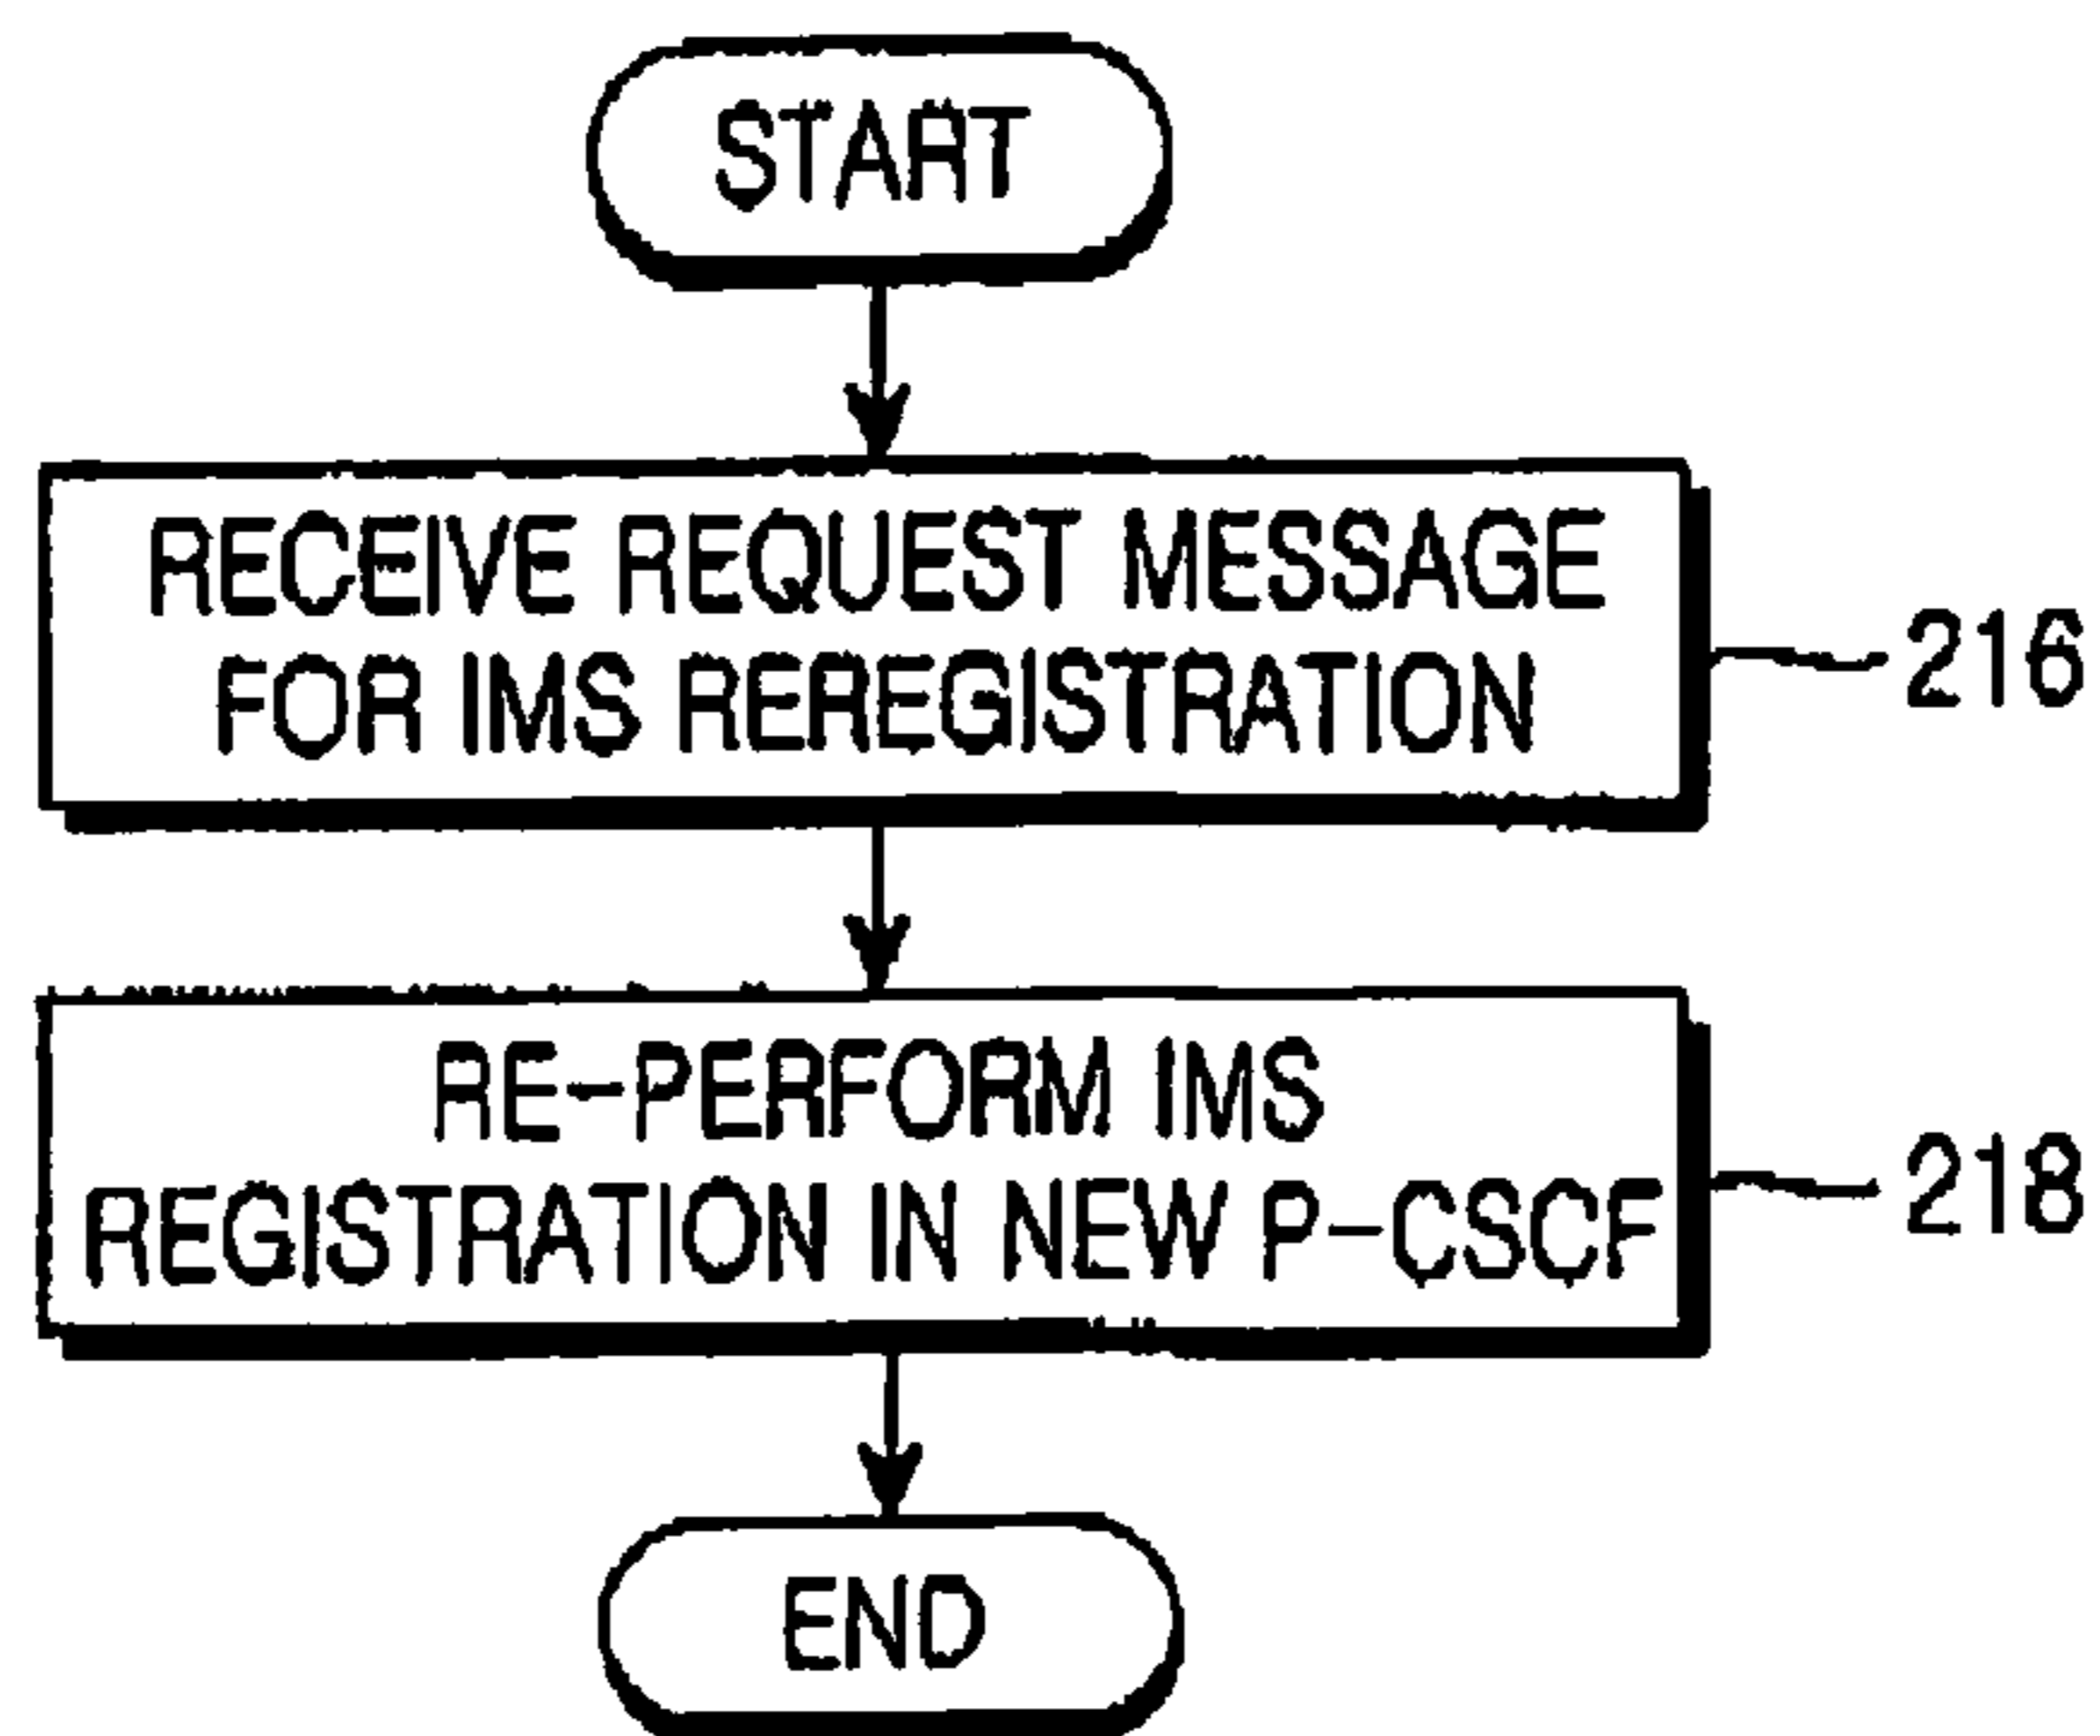 START
RECEIVE REQUEST MESSAGE
FOR IMS REREGISTRATION
216
RE-PERFORM IMS
REGISTRATION IN NEW P-CSCF
218
END